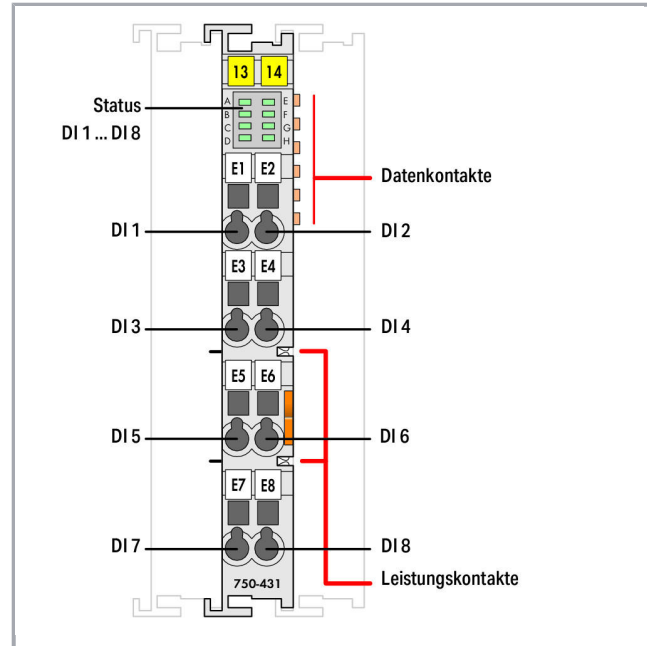 13 14
Status
DI 1 ... DI 8
A E
B F
C G
D H
Datenkontakte
E1 E2
DI 1 DI 2
E3 E4
DI 3 DI 4
E5 E6
DI 5 DI 6
E7 E8
DI 7 DI 8
750-431
Leistungskontakte